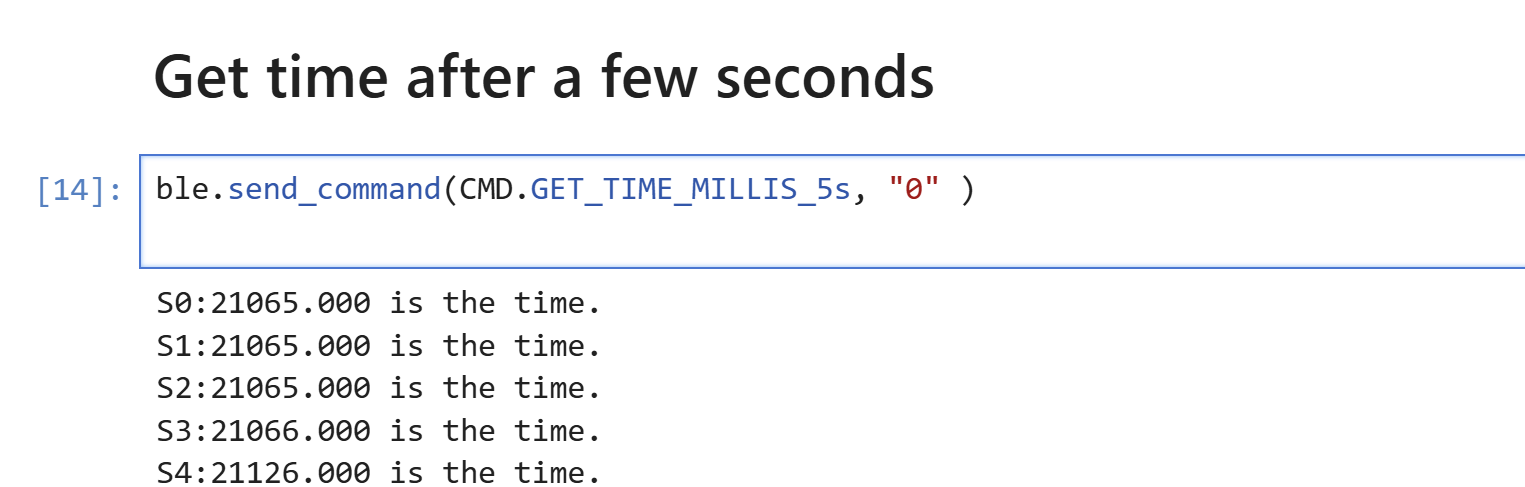 Get time after a few seconds
[14]: ble.send_command(CMD.GET_TIME_MILLIS_5s, "0" )
S0:21065.000 is the time.
S1:21065.000 is the time.
S2:21065.000 is the time.
S3:21066.000 is the time.
S4:21126.000 is the time.